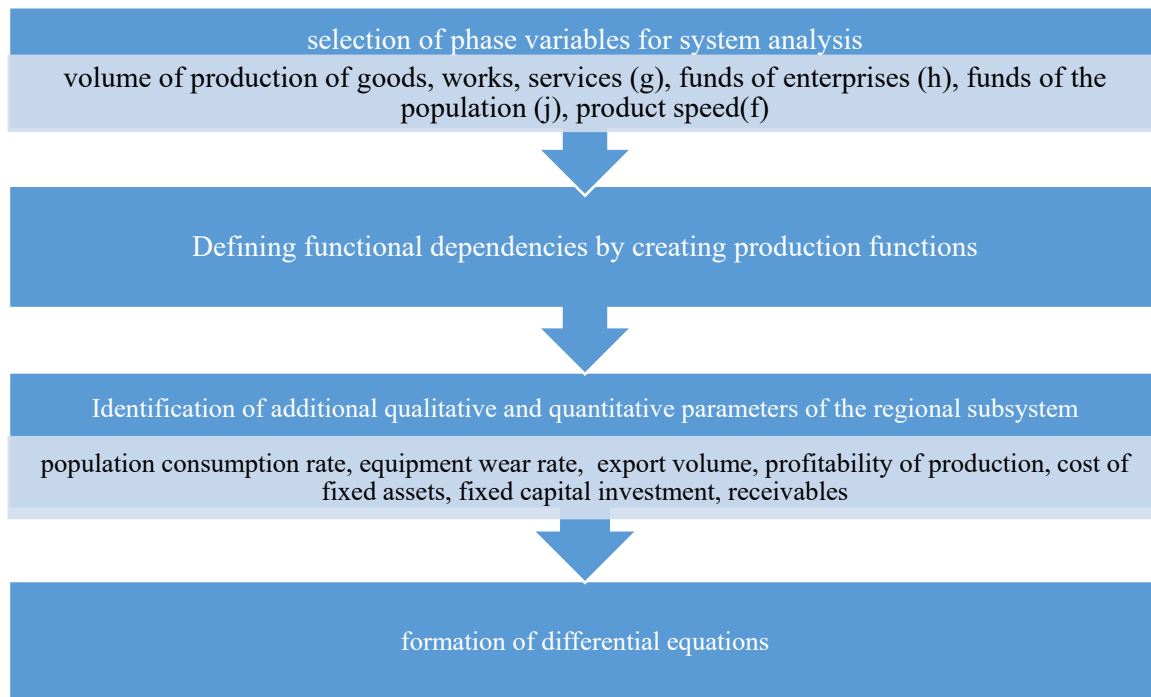 selection of phase variables for system analysis
volume of production of goods, works, services (g), funds of enterprises (h), funds of the
population (j), product speed(f)
Defining functional dependencies by creating production functions
Identification of additional qualitative and quantitative parameters of the regional subsystem
population consumption rate, equipment wear rate,  export volume, profitability of production, cost of
fixed assets, fixed capital investment, receivables
formation of differential equations